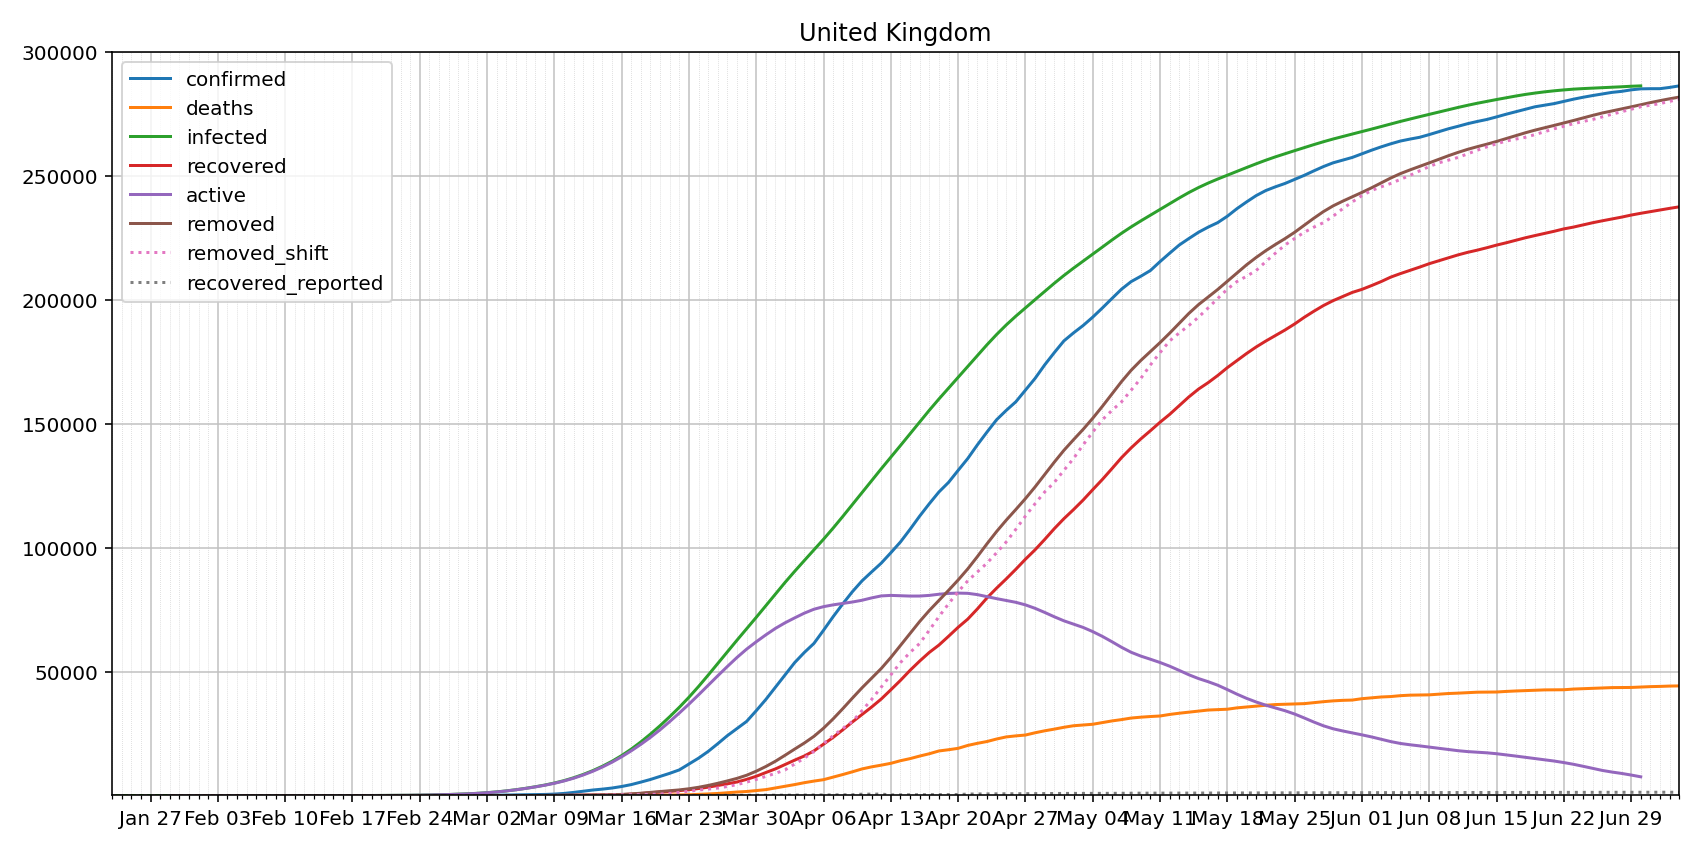 United Kingdom
300000
250000
200000
150000
100000
50000
confirmed
deaths
infected
recovered
active
removed
removed_shift
recovered_reported
Jan 27 Feb 03 Feb 10 Feb 17 Feb 24 Mar 02 Mar 09 Mar 16 Mar 23 Mar 30 Apr 06 Apr 13 Apr 20 Apr 27 May 04 May 11 May 18 May 25 Jun 01 Jun 08 Jun 15 Jun 22 Jun 29